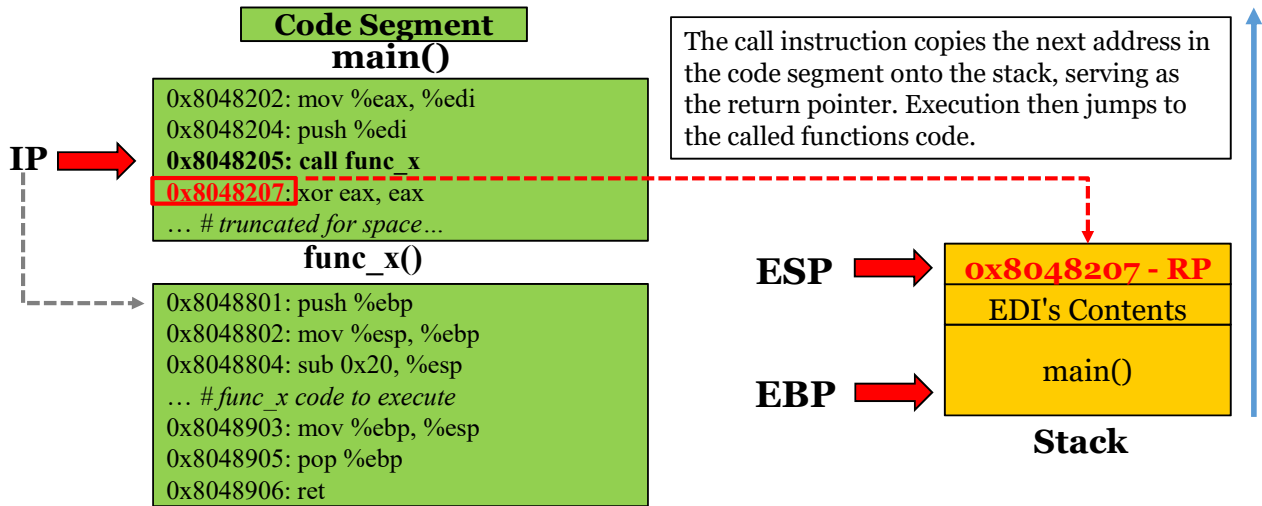 Code Segment
main()
0x8048202: mov %eax, %edi
0x8048204: push %edi
0x8048205: call func_x
0x8048207: xor eax, eax
… # truncated for space…
IP
func_x()
0x8048801: push %ebp
0x8048802: mov %esp, %ebp
0x8048804: sub 0x20, %esp
… # func_x code to execute
0x8048903: mov %ebp, %esp
0x8048905: pop %ebp
0x8048906: ret
The call instruction copies the next address in
the code segment onto the stack, serving as
the return pointer. Execution then jumps to
the called functions code.
ESP
0x8048207 - RP
EDI's Contents
main()
EBP
Stack